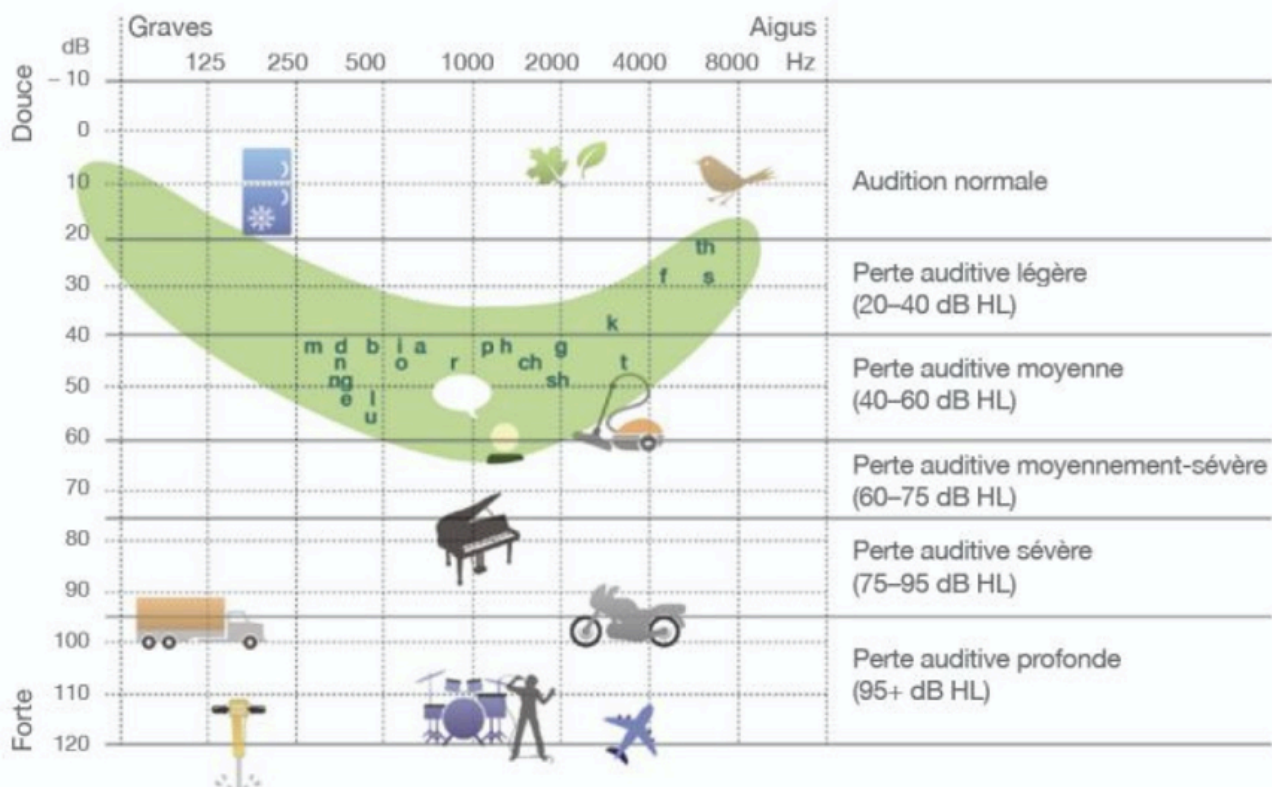 Graves Aigus
dB 125 250 500 1000 2000 4000 8000 Hz
Douce
– 10
0
10
Audition normale
20
th
f s
30
Perte auditive légère
(20–40 dB HL)
k
40
m d b i a p h g
n o r ch t
ng sh
50
e l
u
Perte auditive moyenne
(40–60 dB HL)
60
Perte auditive moyennement-sévère
(60–75 dB HL)
70
80
Perte auditive sévère
(75–95 dB HL)
90
100
Perte auditive profonde
(95+ dB HL)
110
Forte
120